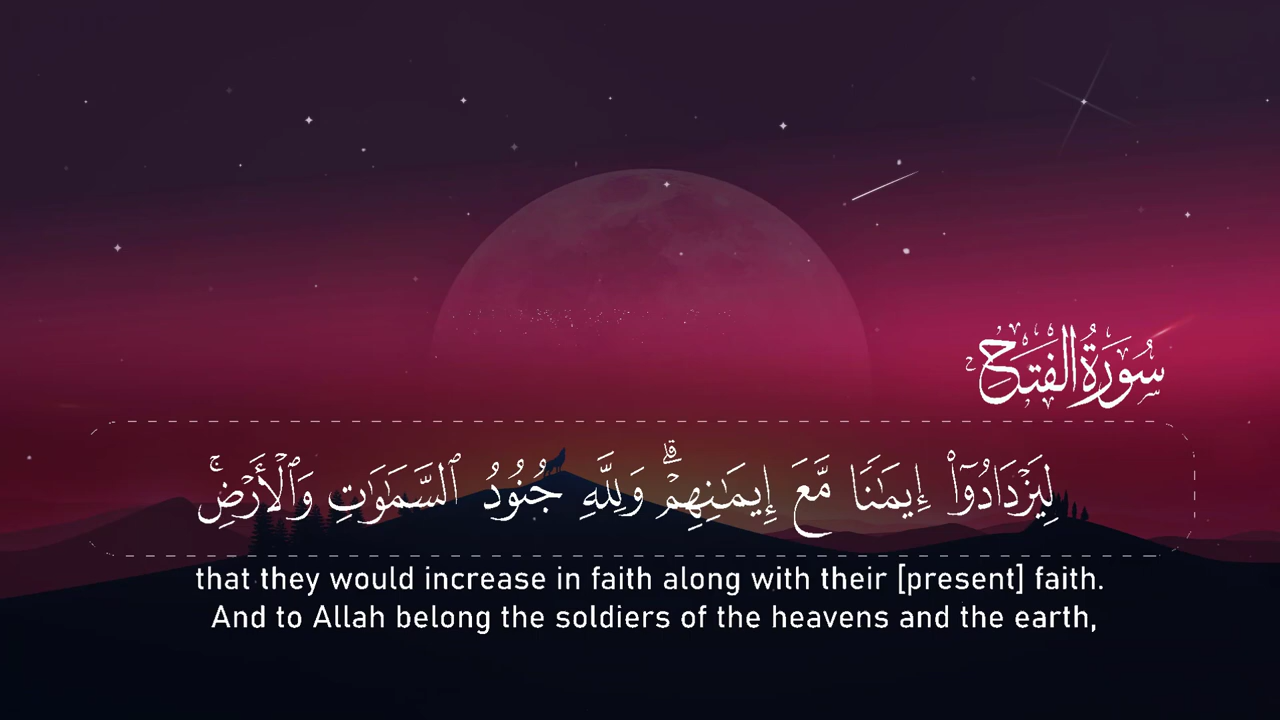 سُورَةُ الفَتۡحِ
لِيَزۡدَادُوٓاْ إِيمَٰنٗا مَّعَ إِيمَٰنِهِمۡۗ وَلِلَّهِ جُنُودُ ٱلسَّمَٰوَٰتِ وَٱلۡأَرۡضِۚ
that they would increase in faith along with their [present] faith.
And to Allah belong the soldiers of the heavens and the earth,